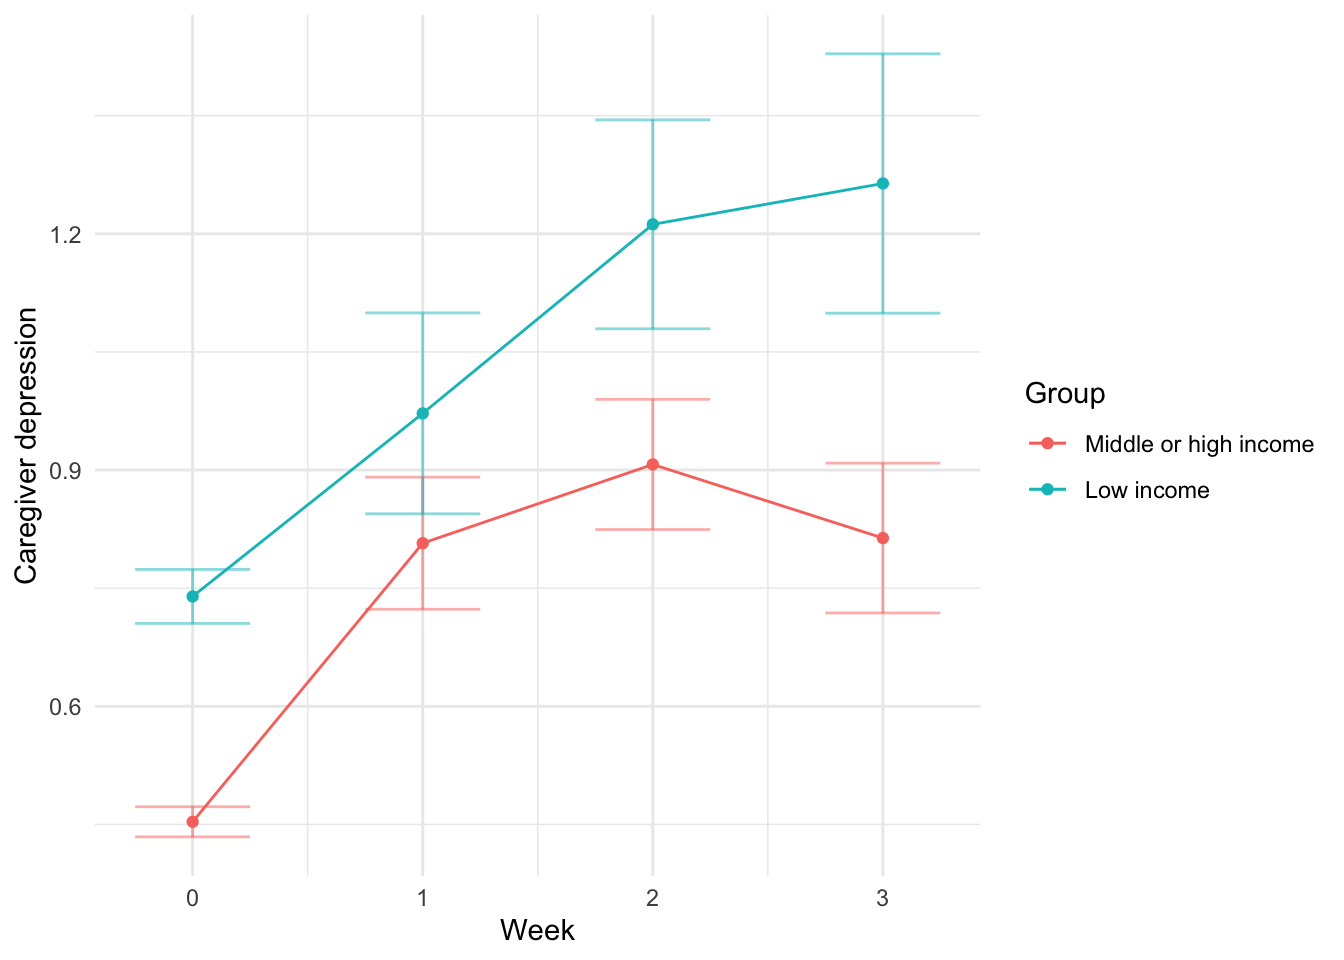 1.2
0.9
0.6
Caregiver depression
0 1 2 3
Week
Group
Middle or high income
Low income